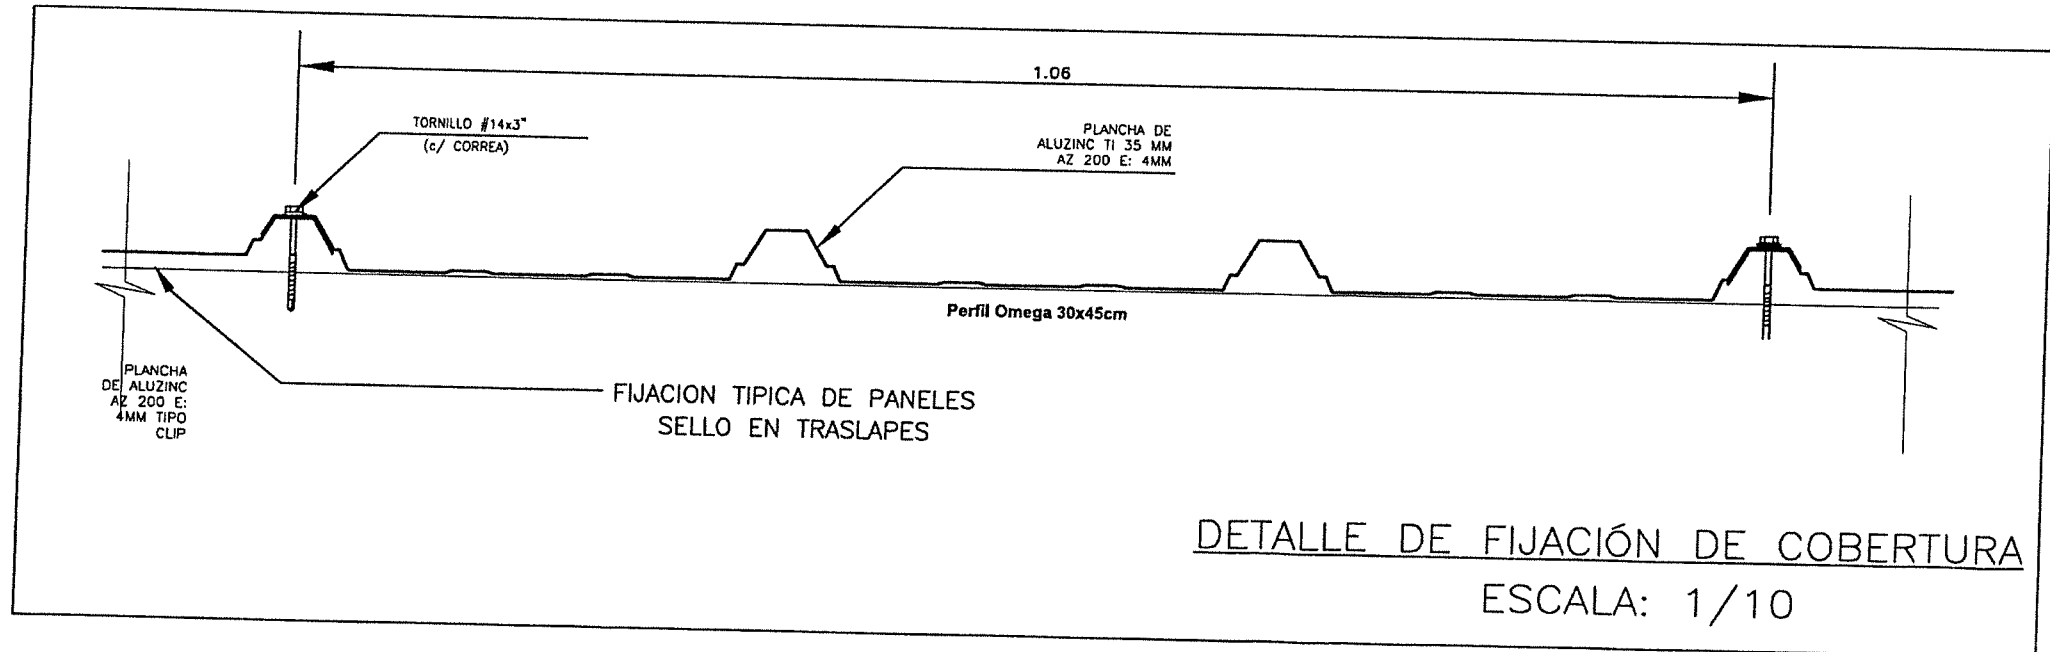 1.06
TORNILLO #14x3"
(c/ CORREA)
PLANCHA DE
ALUZINC TI 35 MM
AZ 200 E: 4MM
Perfil Omega 30x45cm
PLANCHA
DE ALUZINC
AZ 200 E:
4MM TIPO
CLIP
FIJACION TIPICA DE PANELES
SELLO EN TRASLAPES
DETALLE DE FIJACIÓN DE COBERTURA
ESCALA: 1/10